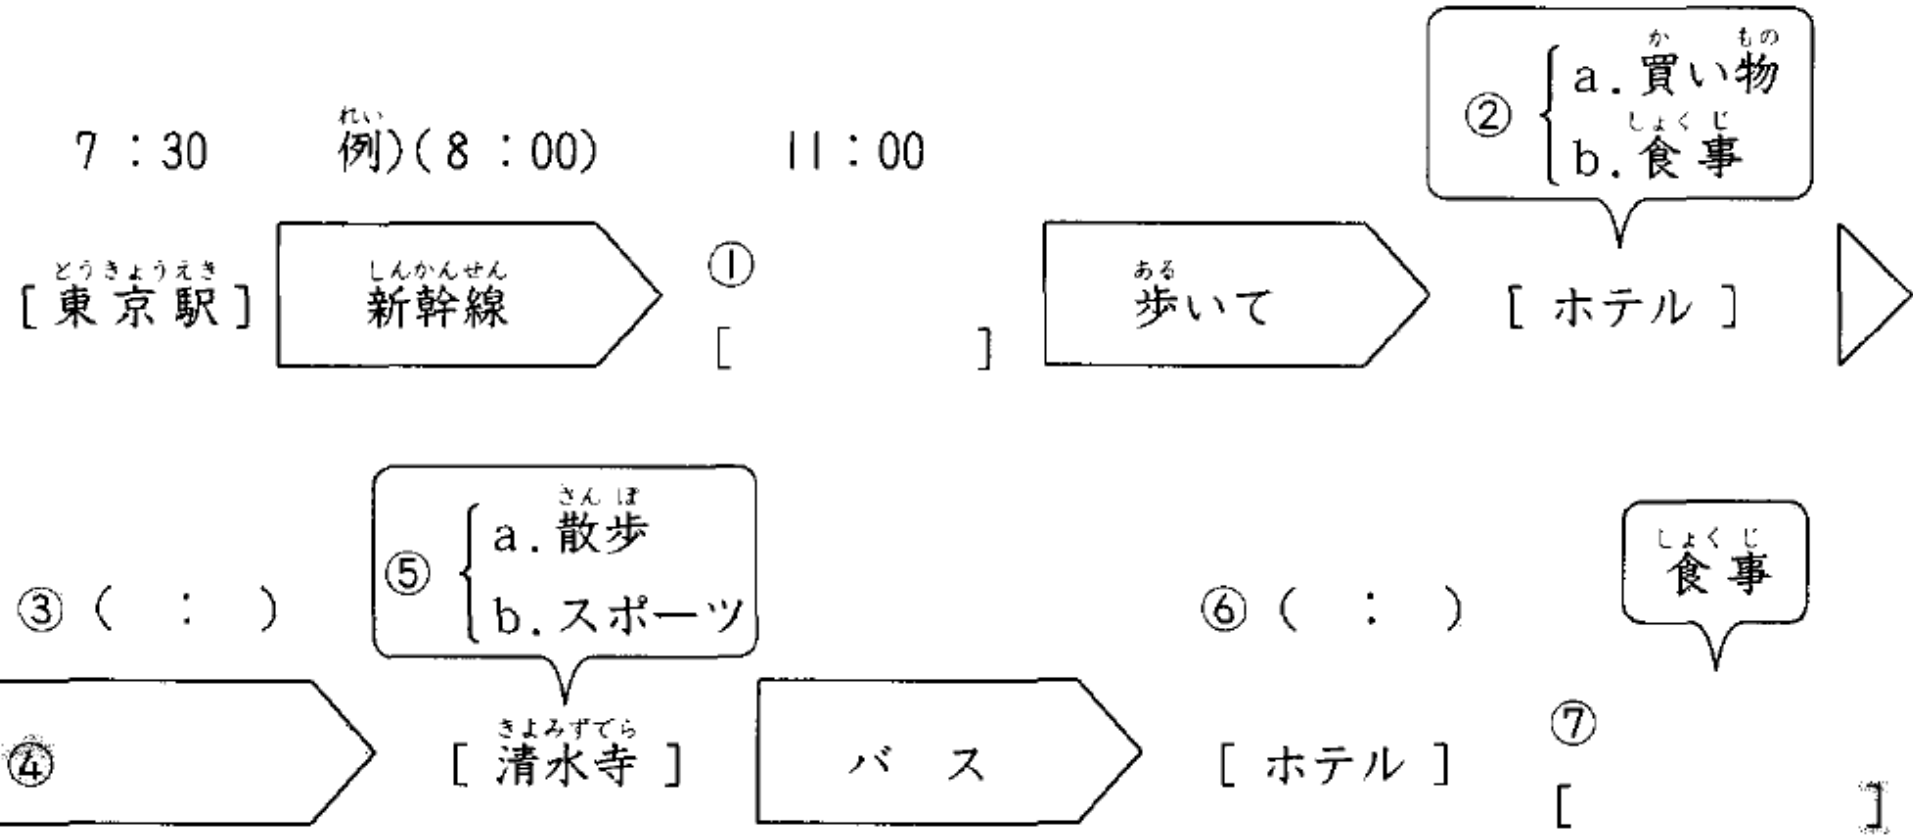 7：30 例)(8：00) 11：00
② a. 買い物
b. 食事
[東京駅] 新幹線 ① [ ] 歩いて [ホテル]
③( ： ) ⑤ a. 散歩
b. スポーツ
⑥( ： ) 食事
④ [清水寺] バス [ホテル] ⑦ [ ]
れい
か もの
しょくじ
とうきょうえき しんかんせん ある
さんぽ
しょくじ
きよみずでら